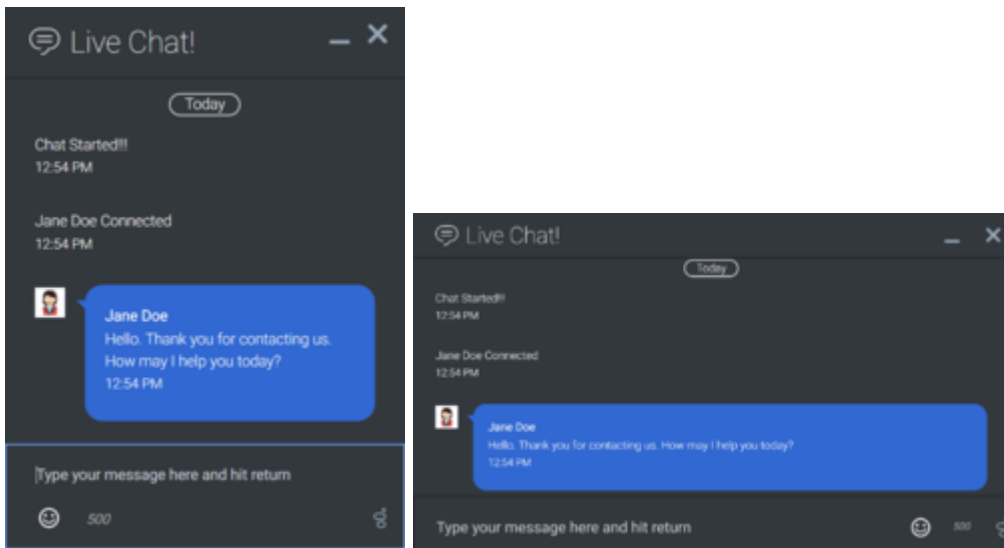 Live Chat!
Today
Chat Started!!!
12:54 PM
Jane Doe Connected
12:54 PM
Jane Doe
Hello. Thank you for contacting us.
How may I help you today?
12:54 PM
Type your message here and hit return
500
Live Chat!
Today
Chat Started!!!
12:54 PM
Jane Doe Connected
12:54 PM
Jane Doe
Hello. Thank you for contacting us. How may I help you today?
12:54 PM
Type your message here and hit return
500